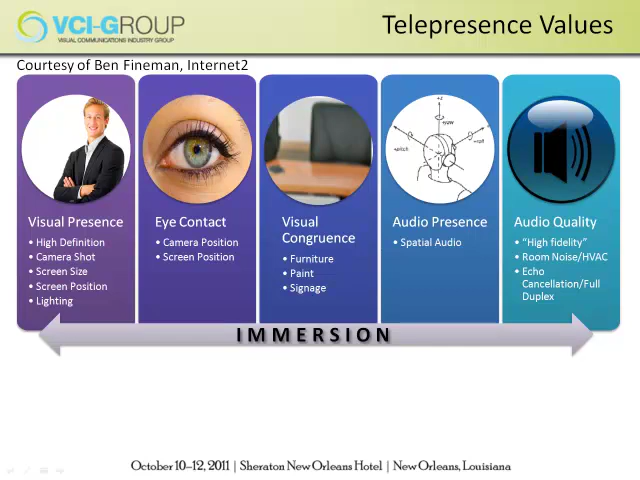 VCI-GROUP
VISUAL COMMUNICATIONS INDUSTRY GROUP
Telepresence Values
Courtesy of Ben Fineman, Internet2
Visual Presence
• High Definition
• Camera Shot
• Screen Size
• Screen Position
• Lighting
Eye Contact
• Camera Position
• Screen Position
Visual
Congruence
• Furniture
• Paint
• Signage
+z
+yaw
+pitch
+roll
Audio Presence
• Spatial Audio
Audio Quality
• “High fidelity”
• Room Noise/HVAC
• Echo
Cancellation/Full
Duplex
IMMERSION
October 10–12, 2011 | Sheraton New Orleans Hotel | New Orleans, Louisiana